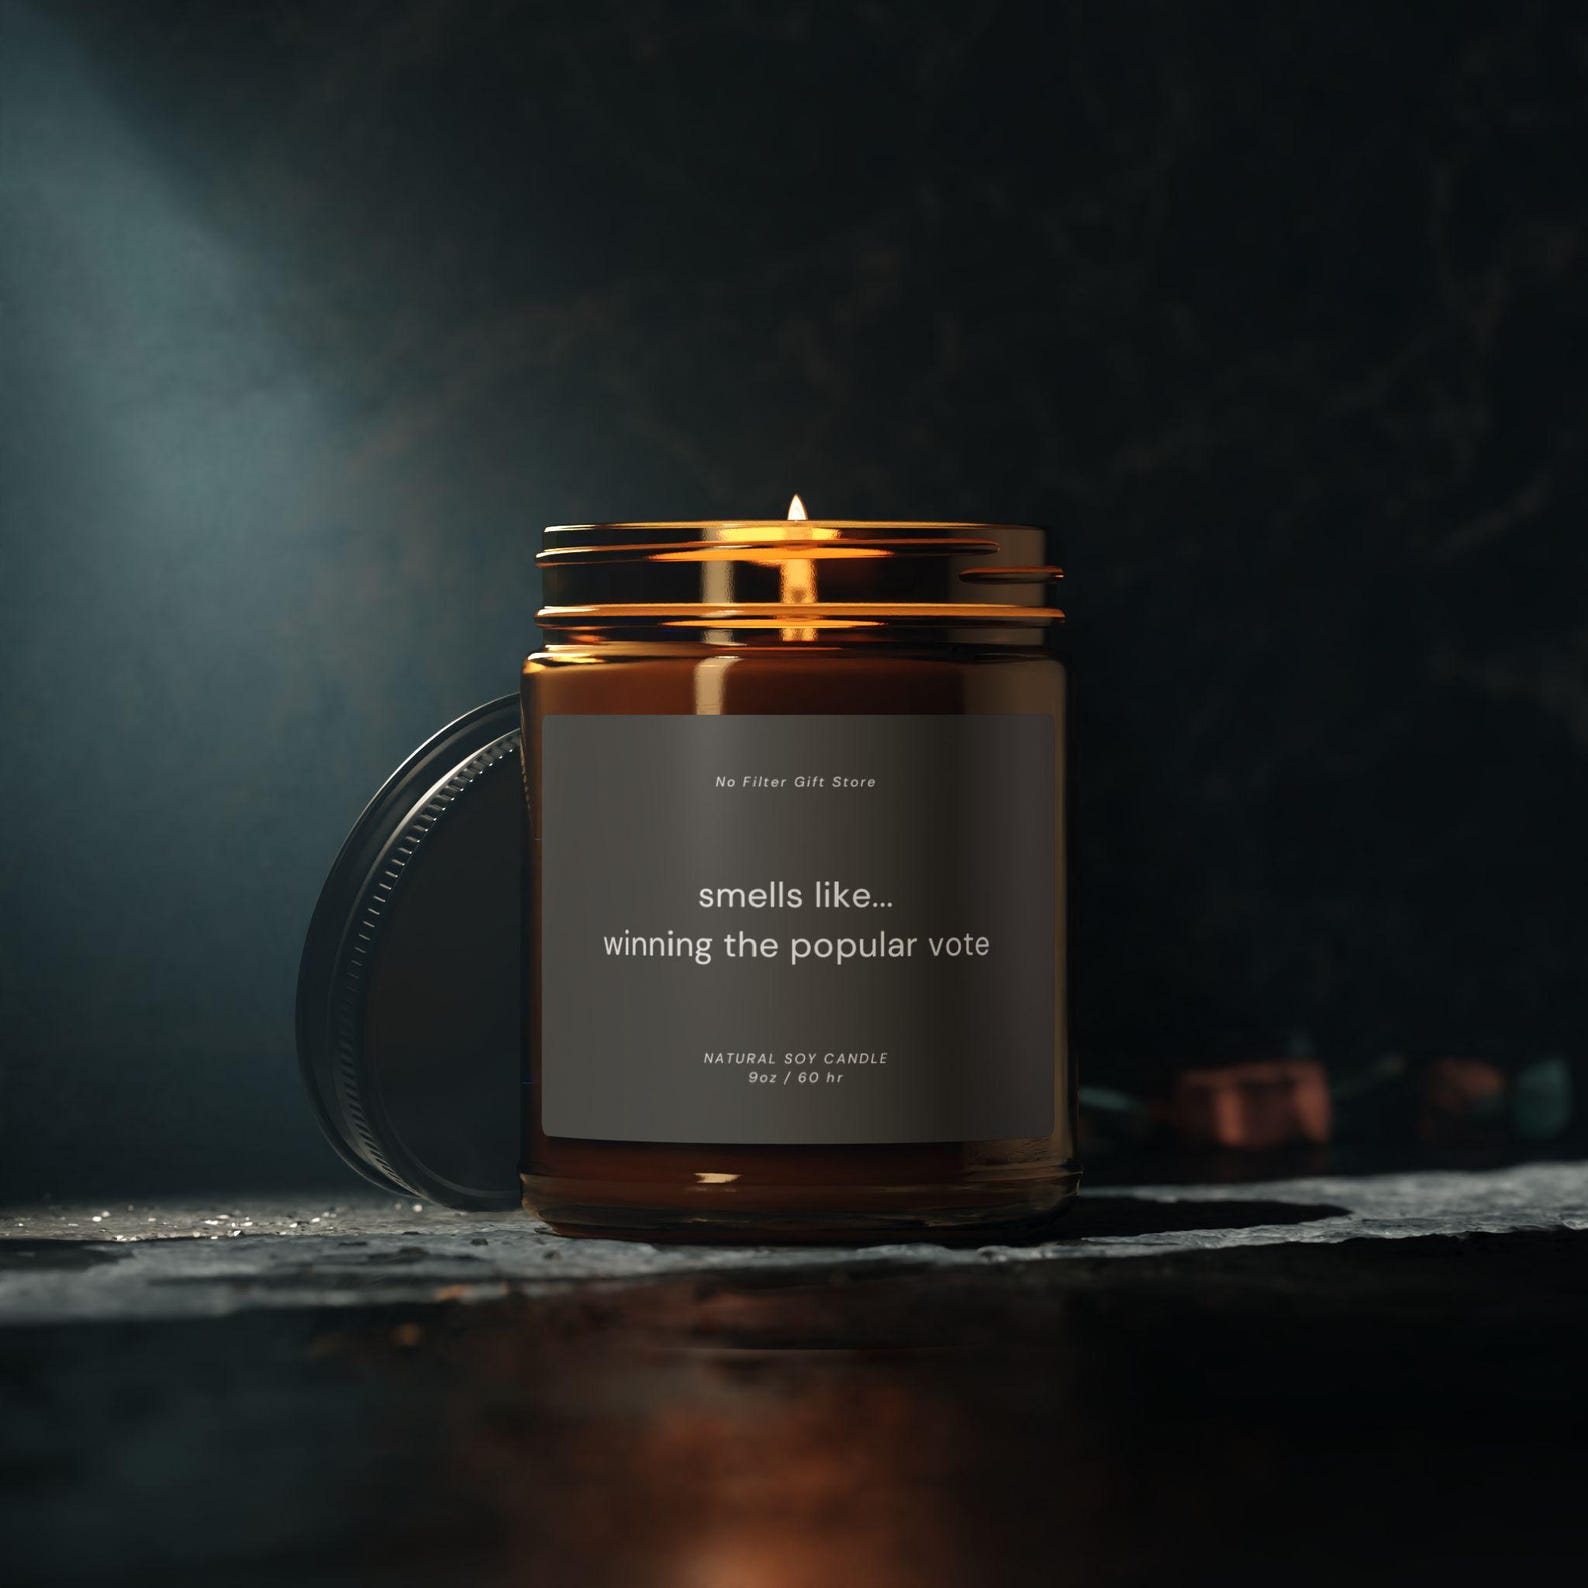 No Filter Gift Store
smells like...
winning the popular vote
NATURAL SOY CANDLE
9oz / 60 hr